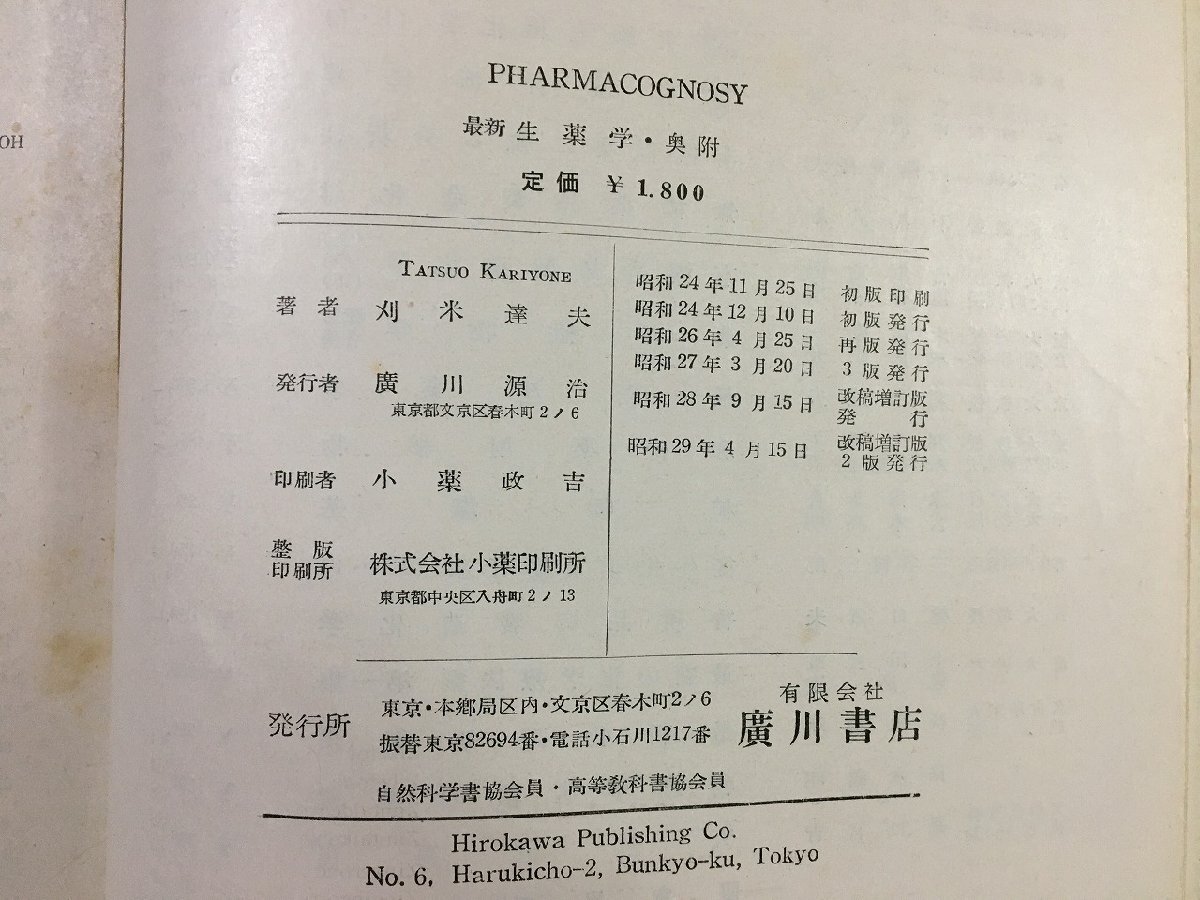 OH
PHARMACOGNOSY
最新 生薬学・奥附
定価 ¥ 1.800
TATSUO KARIYONE
著者 刈米達夫
発行者 廣川源治
東京都文京区春木町2ノ6
印刷者 小薬政吉
整版
印刷所 株式会社小薬印刷所
東京都中央区入舟町2ノ13
昭和24年11月25日 初版印刷
昭和24年12月10日 初版発行
昭和26年4月25日 再版発行
昭和27年3月20日 3版発行
昭和28年9月15日 改稿増訂版
発行
昭和29年4月15日 改稿増訂版
2版発行
発行所
東京・本郷局区内・文京区春木町2ノ6
振替東京82694番・電話小石川1217番
有限会社
廣川書店
自然科学書協会員・高等教科書協会員
Hirokawa Publishing Co.
No. 6, Harukicho-2, Bunkyo-ku, Tokyo